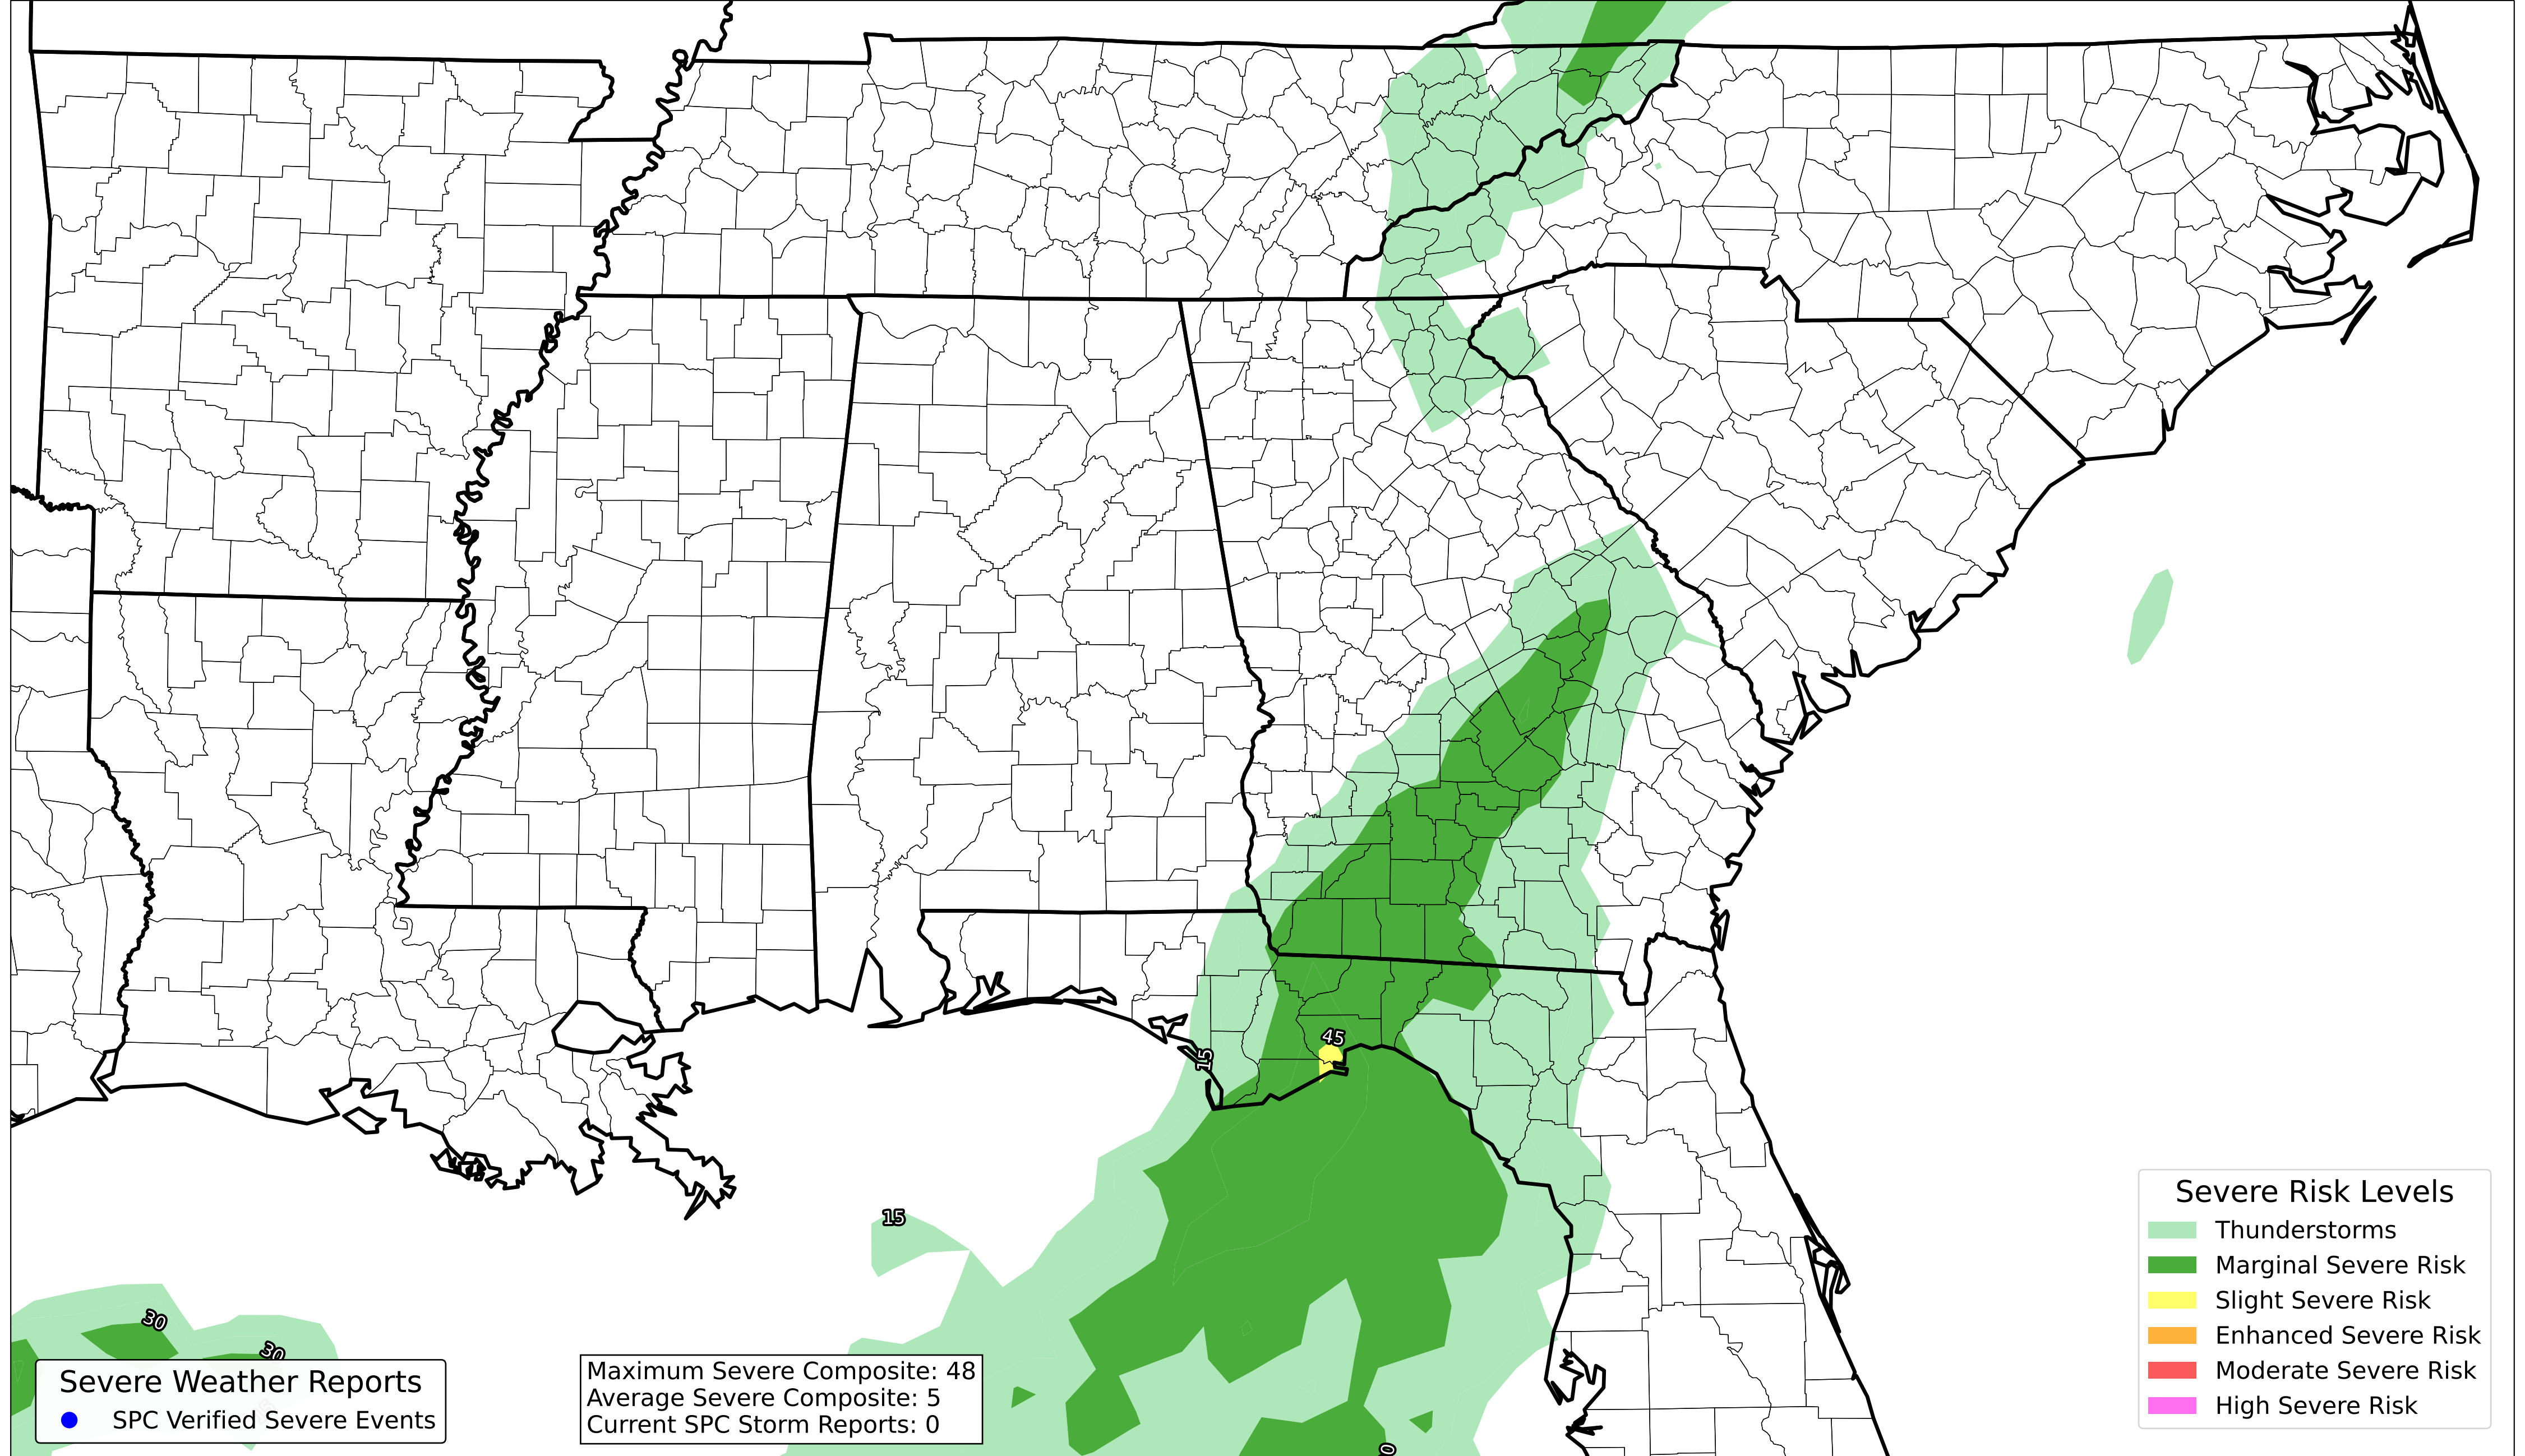 45
15
15
30
30
0
Severe Weather Reports
SPC Verified Severe Events
Maximum Severe Composite: 48
Average Severe Composite: 5
Current SPC Storm Reports: 0
Severe Risk Levels
Thunderstorms
Marginal Severe Risk
Slight Severe Risk
Enhanced Severe Risk
Moderate Severe Risk
High Severe Risk